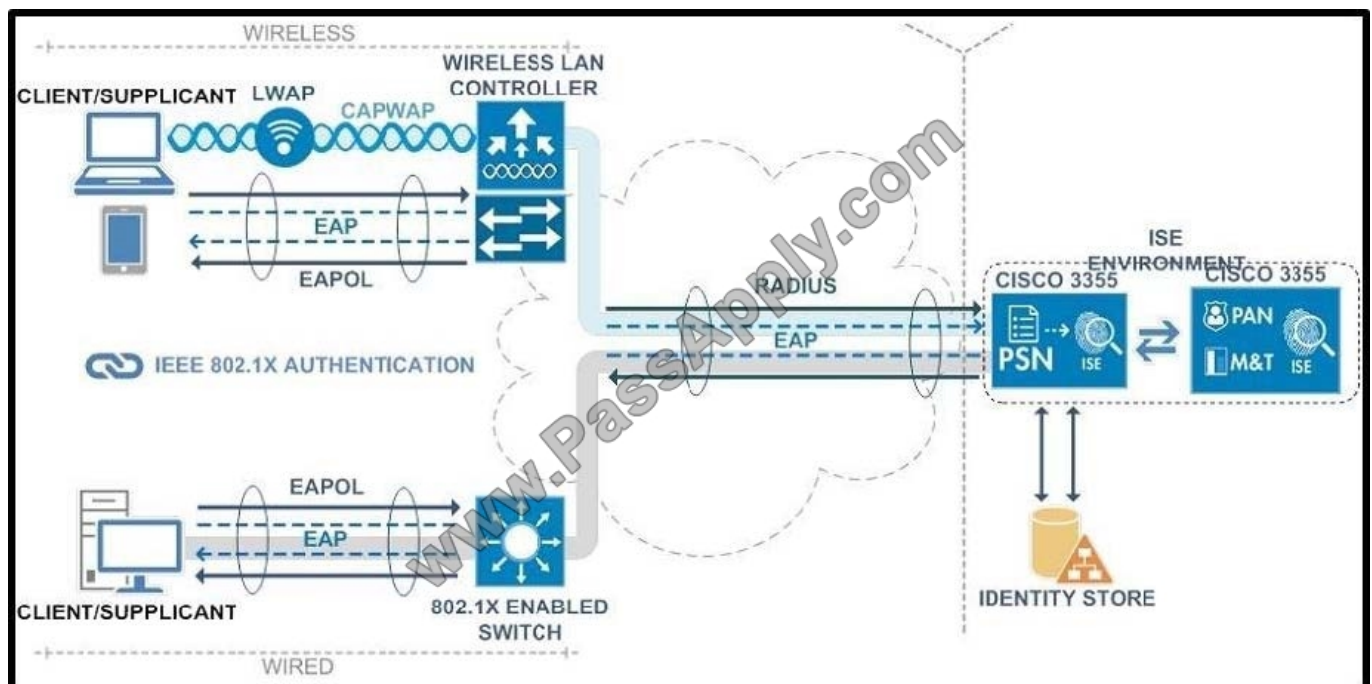 WIRELESS
WIRELESS LAN
CONTROLLER
CLIENT/SUPPLICANT
LWAP
CAPWAP
EAP
EAPOL
IEEE 802.1X AUTHENTICATION
RADIUS
EAP
ISE
ENVIRONMENT
CISCO 3355
CISCO 3355
PSN
ISE
PAN
M&T
ISE
IDENTITY STORE
EAPOL
EAP
CLIENT/SUPPLICANT
802.1X ENABLED
SWITCH
WIRED
www.PassApply.com